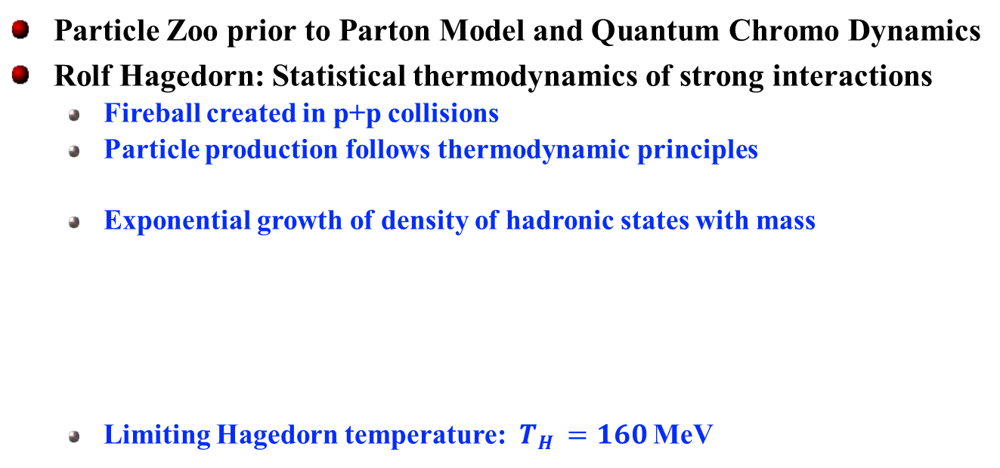 Particle Zoo prior to Parton Model and Quantum Chromo Dynamics
Rolf Hagedorn: Statistical thermodynamics of strong interactions
Fireball created in p+p collisions
Particle production follows thermodynamic principles
Exponential growth of density of hadronic states with mass
Limiting Hagedorn temperature: T_H = 160 MeV